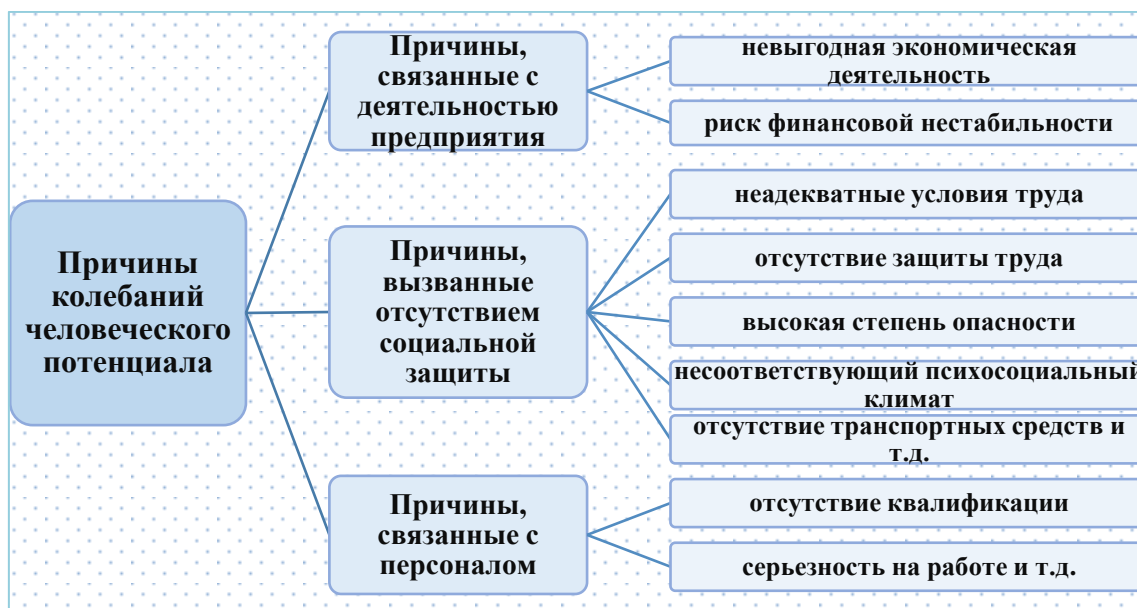 Причины
колебаний
человеческого
потенциала
Причины,
связанные с
деятельностью
предприятия
невыгодная экономическая
деятельность
риск финансовой нестабильности
Причины,
вызванные
отсутствием
социальной
защиты
неадекватные условия труда
отсутствие защиты труда
высокая степень опасности
несоответствующий психосоциальный
климат
отсутствие транспортных средств и
т.д.
Причины,
связанные с
персоналом
отсутствие квалификации
серьезность на работе и т.д.